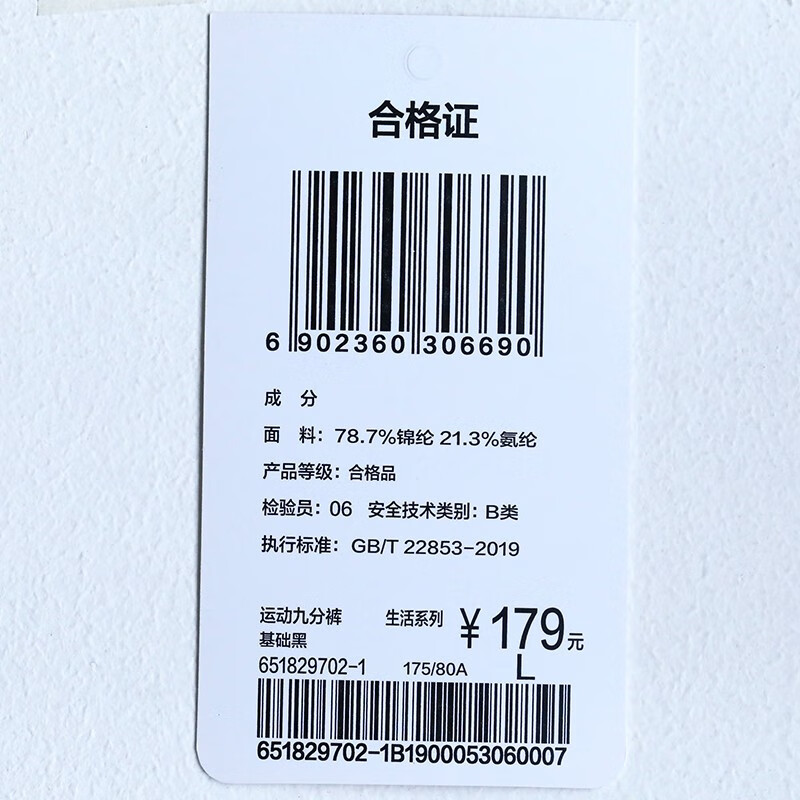 合格证
6 902360 306690
成 分
面 料：78.7%锦纶 21.3%氨纶
产品等级：合格品
检验员：06 安全技术类别：B类
执行标准：GB/T 22853-2019
运动九分裤 生活系列 ¥179元
基础黑
651829702-1 175/80A L
651829702-1B1900053060007